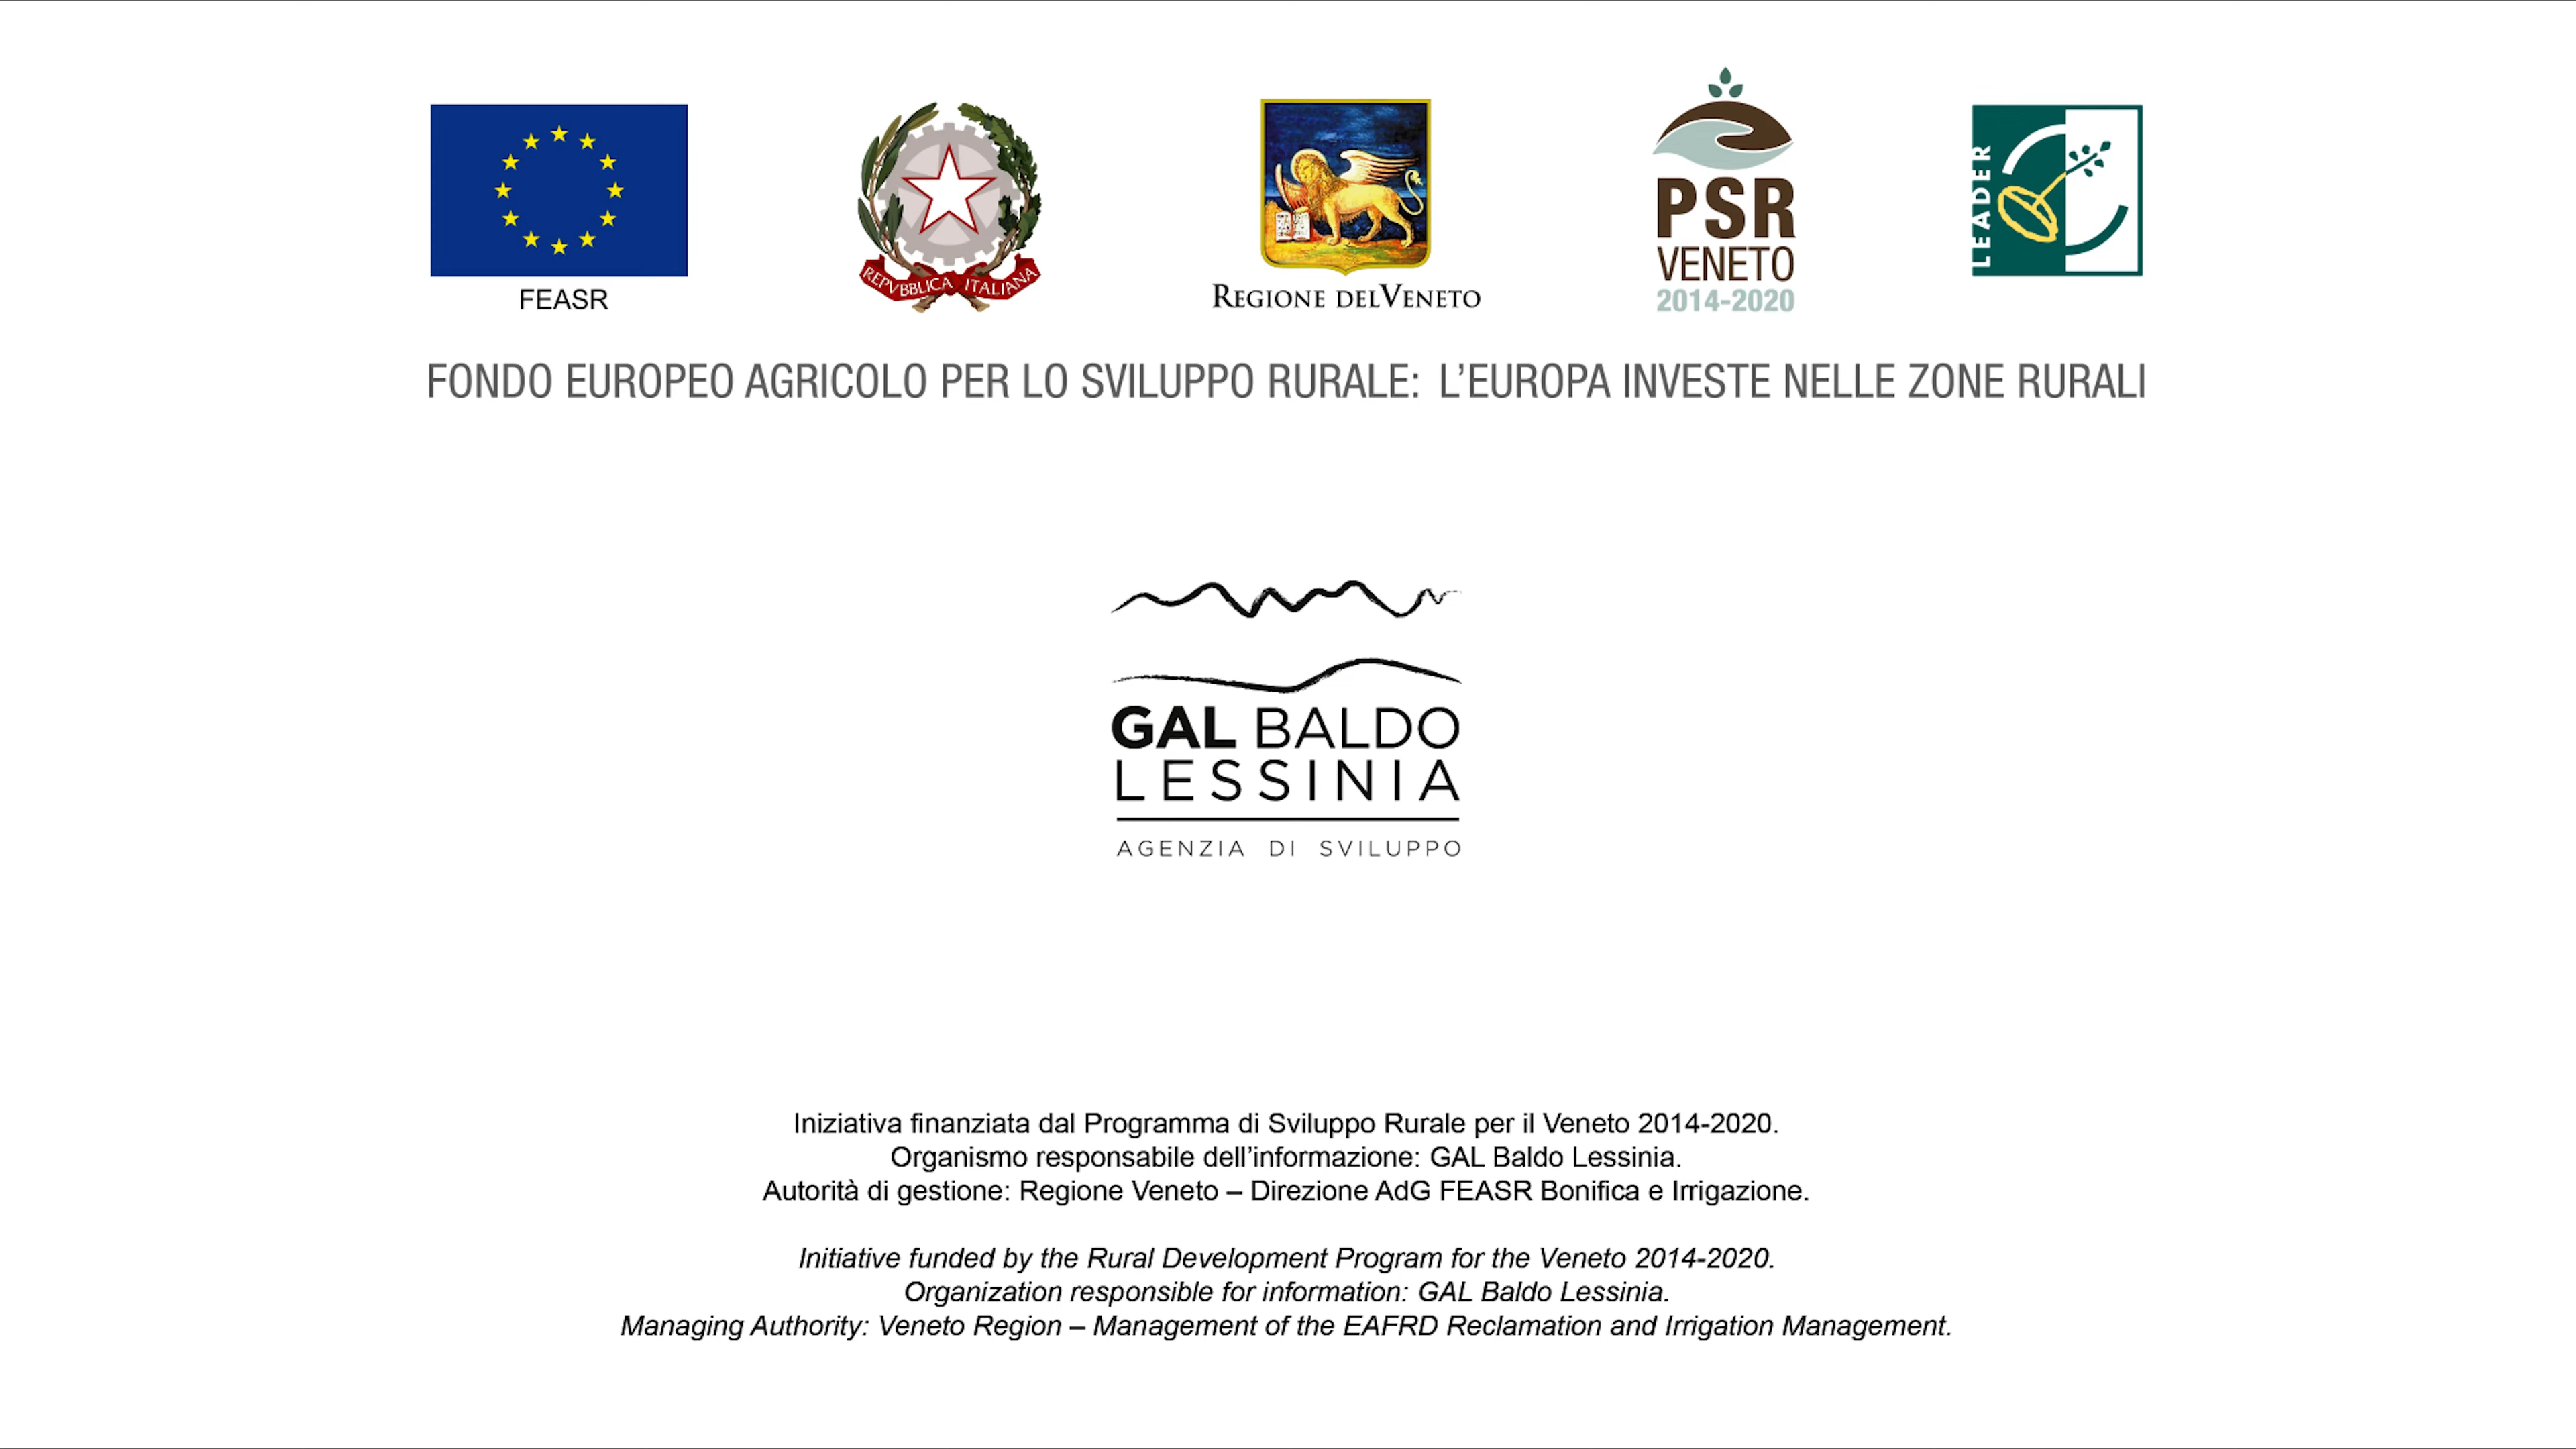 FEASR
REPVBBLICA ITALIANA
REGIONE DEL VENETO
PSR
VENETO
2014-2020
LEADER
FONDO EUROPEO AGRICOLO PER LO SVILUPPO RURALE: L'EUROPA INVESTE NELLE ZONE RURALI
GAL BALDO
LESSINIA
AGENZIA DI SVILUPPO
Iniziativa finanziata dal Programma di Sviluppo Rurale per il Veneto 2014-2020.
Organismo responsabile dell'informazione: GAL Baldo Lessinia.
Autorità di gestione: Regione Veneto – Direzione AdG FEASR Bonifica e Irrigazione.
Initiative funded by the Rural Development Program for the Veneto 2014-2020.
Organization responsible for information: GAL Baldo Lessinia.
Managing Authority: Veneto Region – Management of the EAFRD Reclamation and Irrigation Management.